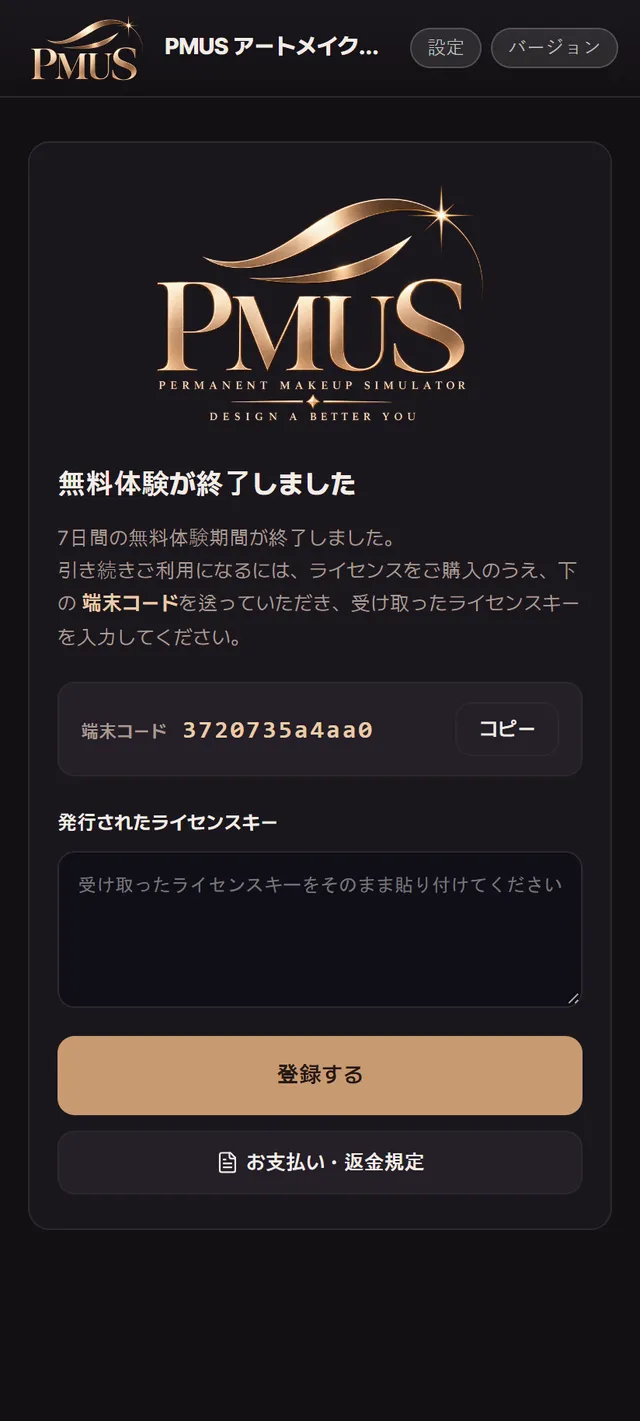 PMUS
PMUS アートメイク...
設定
バージョン
PMUS
PERMANENT MAKEUP SIMULATOR
DESIGN A BETTER YOU
無料体験が終了しました
7日間の無料体験期間が終了しました。
引き続きご利用になるには、ライセンスをご購入のうえ、下
の 端末コードを送っていただき、受け取ったライセンスキー
を入力してください。
端末コード 3720735a4aa0
コピー
発行されたライセンスキー
受け取ったライセンスキーをそのまま貼り付けてください
登録する
お支払い・返金規定